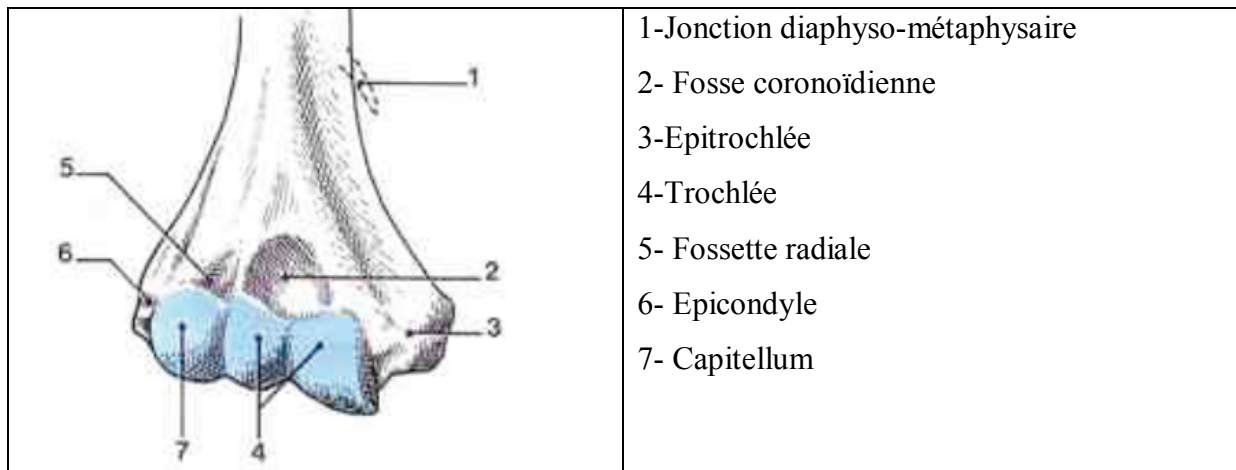 1
5
6
2
3
7
4
1-Jonction diaphyso-métaphysaire
2- Fosse coronoïdienne
3-Epitrochlée
4-Trochlée
5- Fossette radiale
6- Epicondyle
7- Capitellum